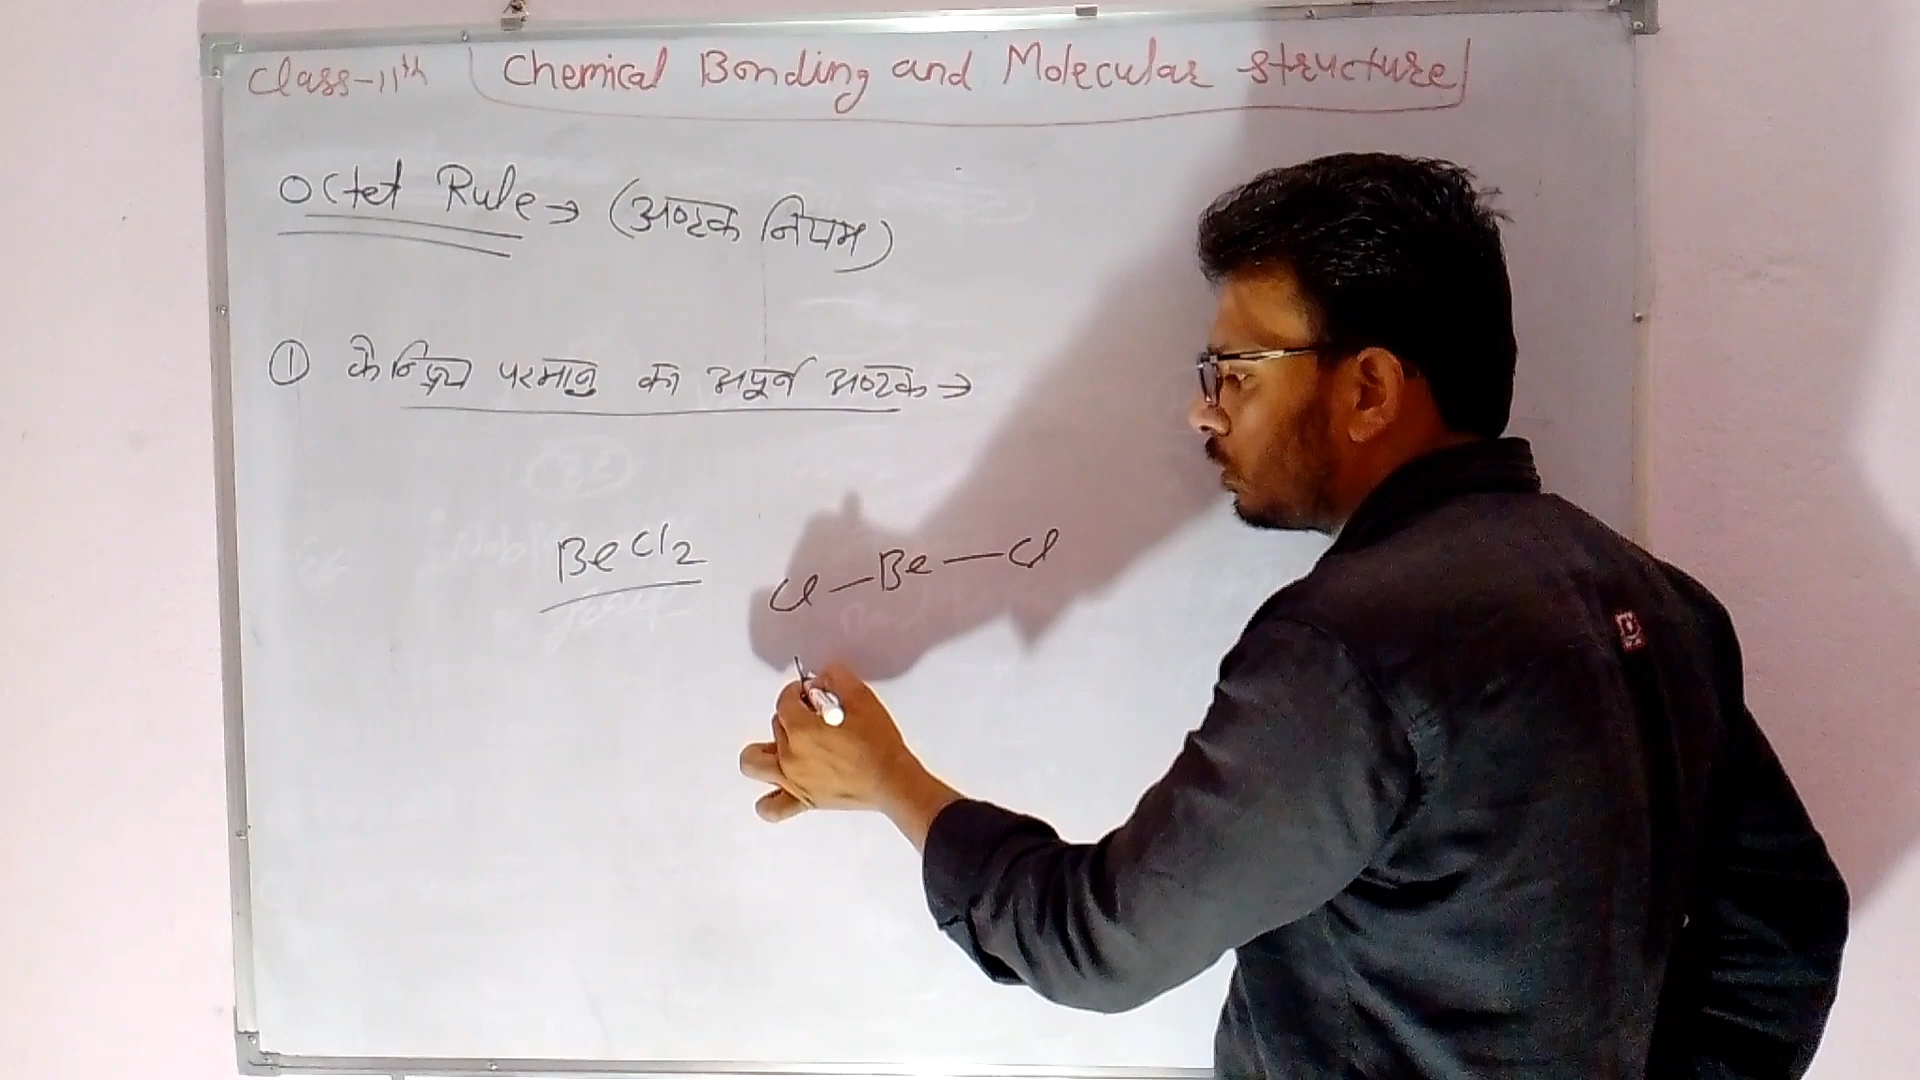 Class-11th Chemical Bonding and Molecular structure
Octet Rule → (अष्टक नियम)
① केन्द्रिय परमानु का अपूर्न अष्टक →
BeCl2 Cl—Be—Cl